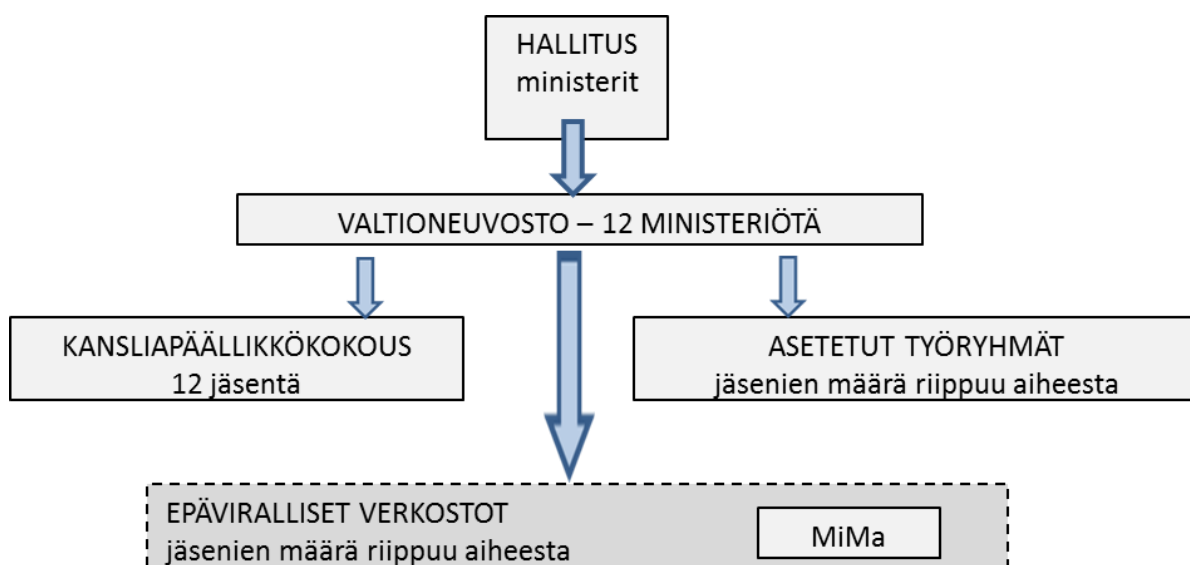 HALLITUS
ministerit
VALTIONEUVOSTO – 12 MINISTERIÖTÄ
KANSLIAPÄÄLLIKKÖKOKOUS
12 jäsentä
ASETETUT TYÖRYHMÄT
jäsenien määrä riippuu aiheesta
EPÄVIRALLISET VERKOSTOT
jäsenien määrä riippuu aiheesta
MiMa